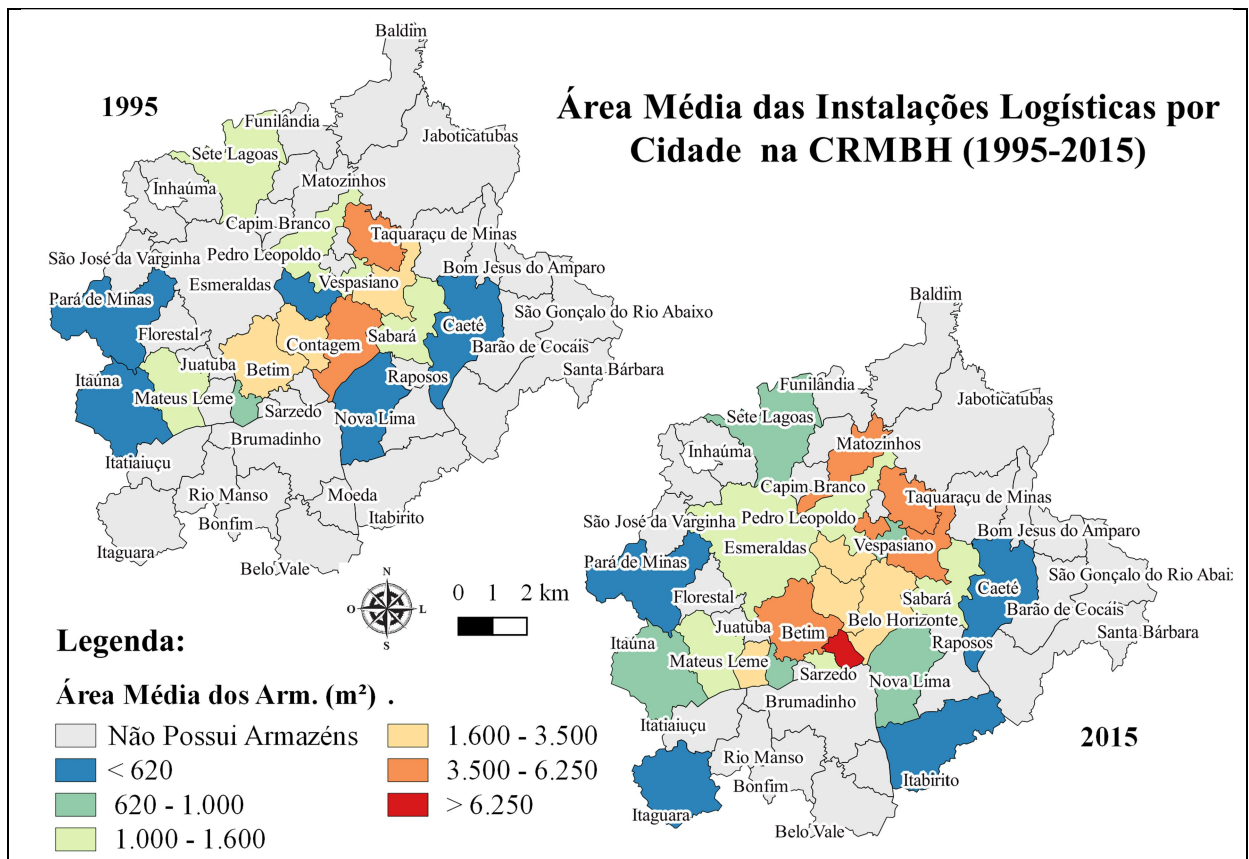 Área Média das Instalações Logísticas por
Cidade na CRMBH (1995-2015)
1995
Baldim
Funilândia
Jaboticatubas
Sête Lagoas
Inhaúma
Matozinhos
Capim Branco
Taquaraçu de Minas
São José da Varginha
Pedro Leopoldo
Bom Jesus do Amparo
Esmeraldas
Vespasiano
Pará de Minas
São Gonçalo do Rio Abaixo
Florestal
Caeté
Contagem
Sabará
Barão de Cocáis
Juatuba
Betim
Santa Bárbara
Itaúna
Raposos
Mateus Leme
Sarzedo
Nova Lima
Brumadinho
Itatiaiuçu
Rio Manso
Moeda
Bonfim
Itabirito
Itaguara
Belo Vale
Baldim
Funilândia
Jaboticatubas
Sête Lagoas
Inhaúma
Matozinhos
Capim Branco
Taquaraçu de Minas
São José da Varginha
Pedro Leopoldo
Bom Jesus do Amparo
Esmeraldas
Vespasiano
Pará de Minas
São Gonçalo do Rio Abaix
Florestal
Caeté
Sabará
Barão de Cocáis
Belo Horizonte
Juatuba
Betim
Santa Bárbara
Itaúna
Raposos
Mateus Leme
Sarzedo
Nova Lima
Brumadinho
Itatiaiuçu
2015
Rio Manso
Itabirito
Bonfim
Itaguara
Belo Vale
N
O L
S
0 1 2 km
Legenda:
Área Média dos Arm. (m²) .
Não Possui Armazéns
< 620
620 - 1.000
1.000 - 1.600
1.600 - 3.500
3.500 - 6.250
> 6.250